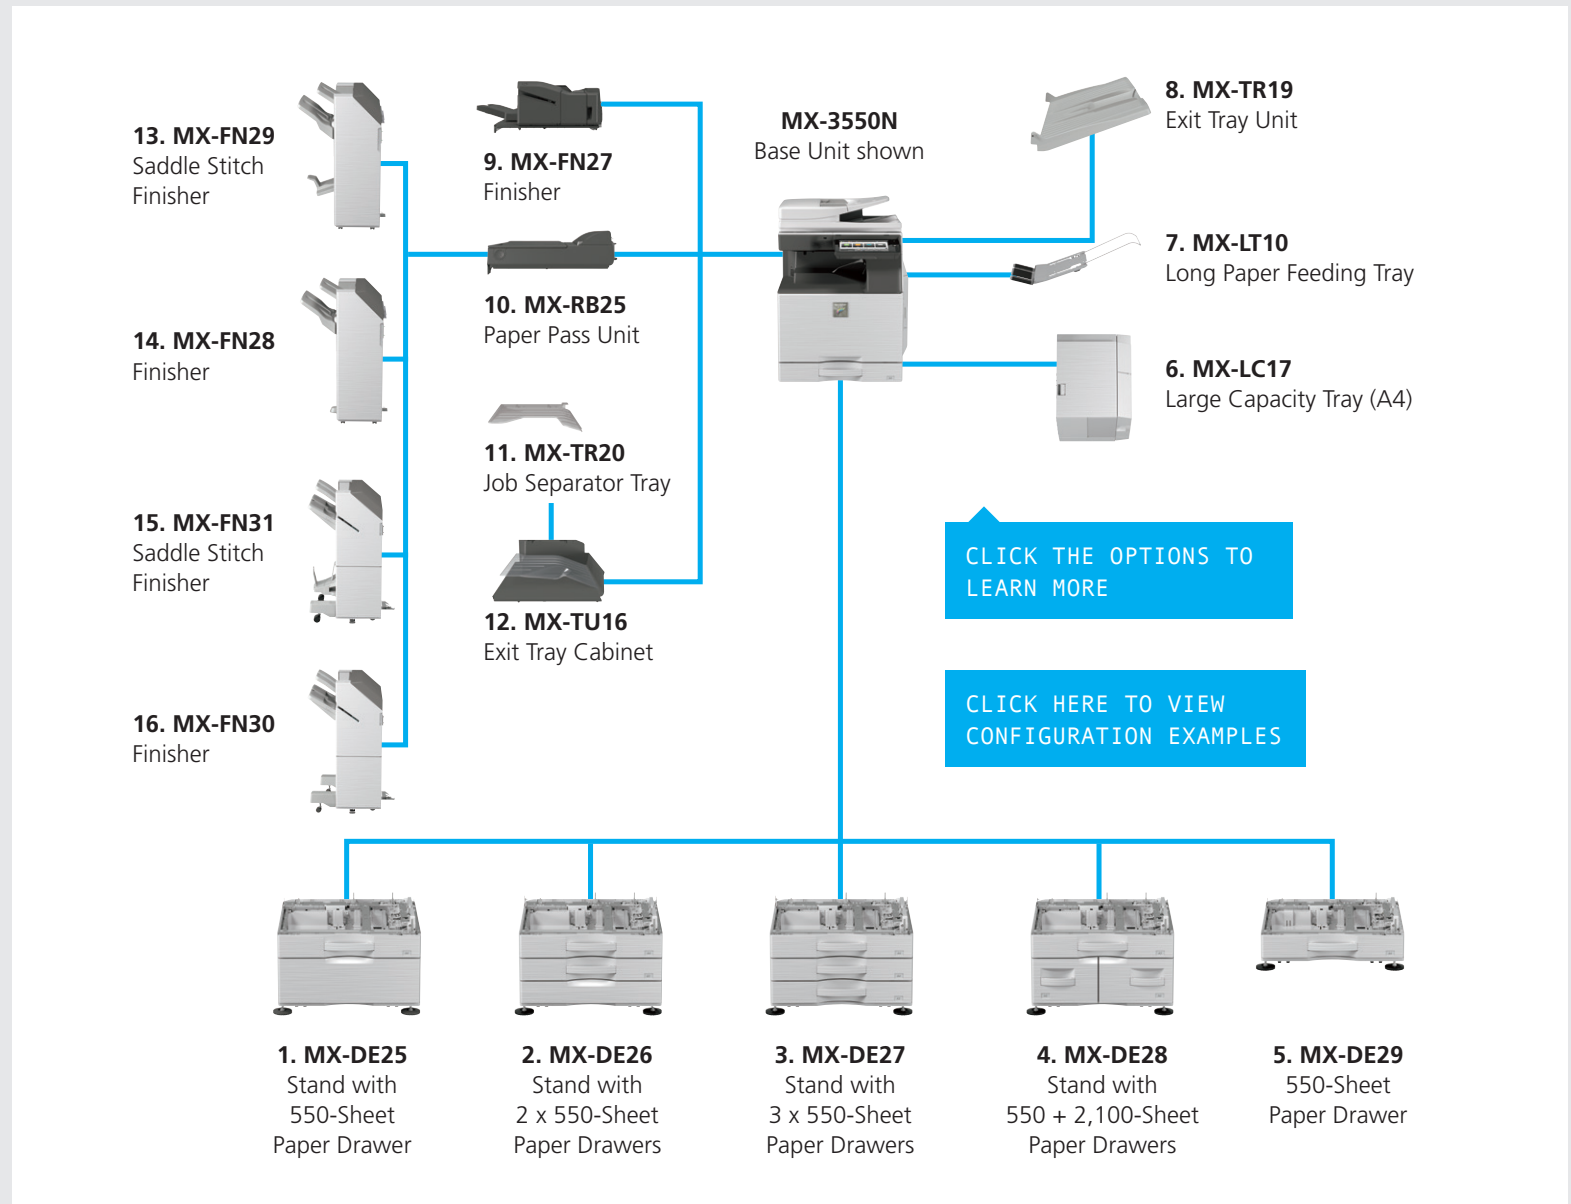 13. MX-FN29
Saddle Stitch
Finisher
9. MX-FN27
Finisher
MX-3550N
Base Unit shown
8. MX-TR19
Exit Tray Unit
7. MX-LT10
Long Paper Feeding Tray
14. MX-FN28
Finisher
10. MX-RB25
Paper Pass Unit
6. MX-LC17
Large Capacity Tray (A4)
11. MX-TR20
Job Separator Tray
15. MX-FN31
Saddle Stitch
Finisher
12. MX-TU16
Exit Tray Cabinet
CLICK THE OPTIONS TO
LEARN MORE
16. MX-FN30
Finisher
CLICK HERE TO VIEW
CONFIGURATION EXAMPLES
1. MX-DE25
Stand with
550-Sheet
Paper Drawer
2. MX-DE26
Stand with
2 x 550-Sheet
Paper Drawers
3. MX-DE27
Stand with
3 x 550-Sheet
Paper Drawers
4. MX-DE28
Stand with
550 + 2,100-Sheet
Paper Drawers
5. MX-DE29
550-Sheet
Paper Drawer